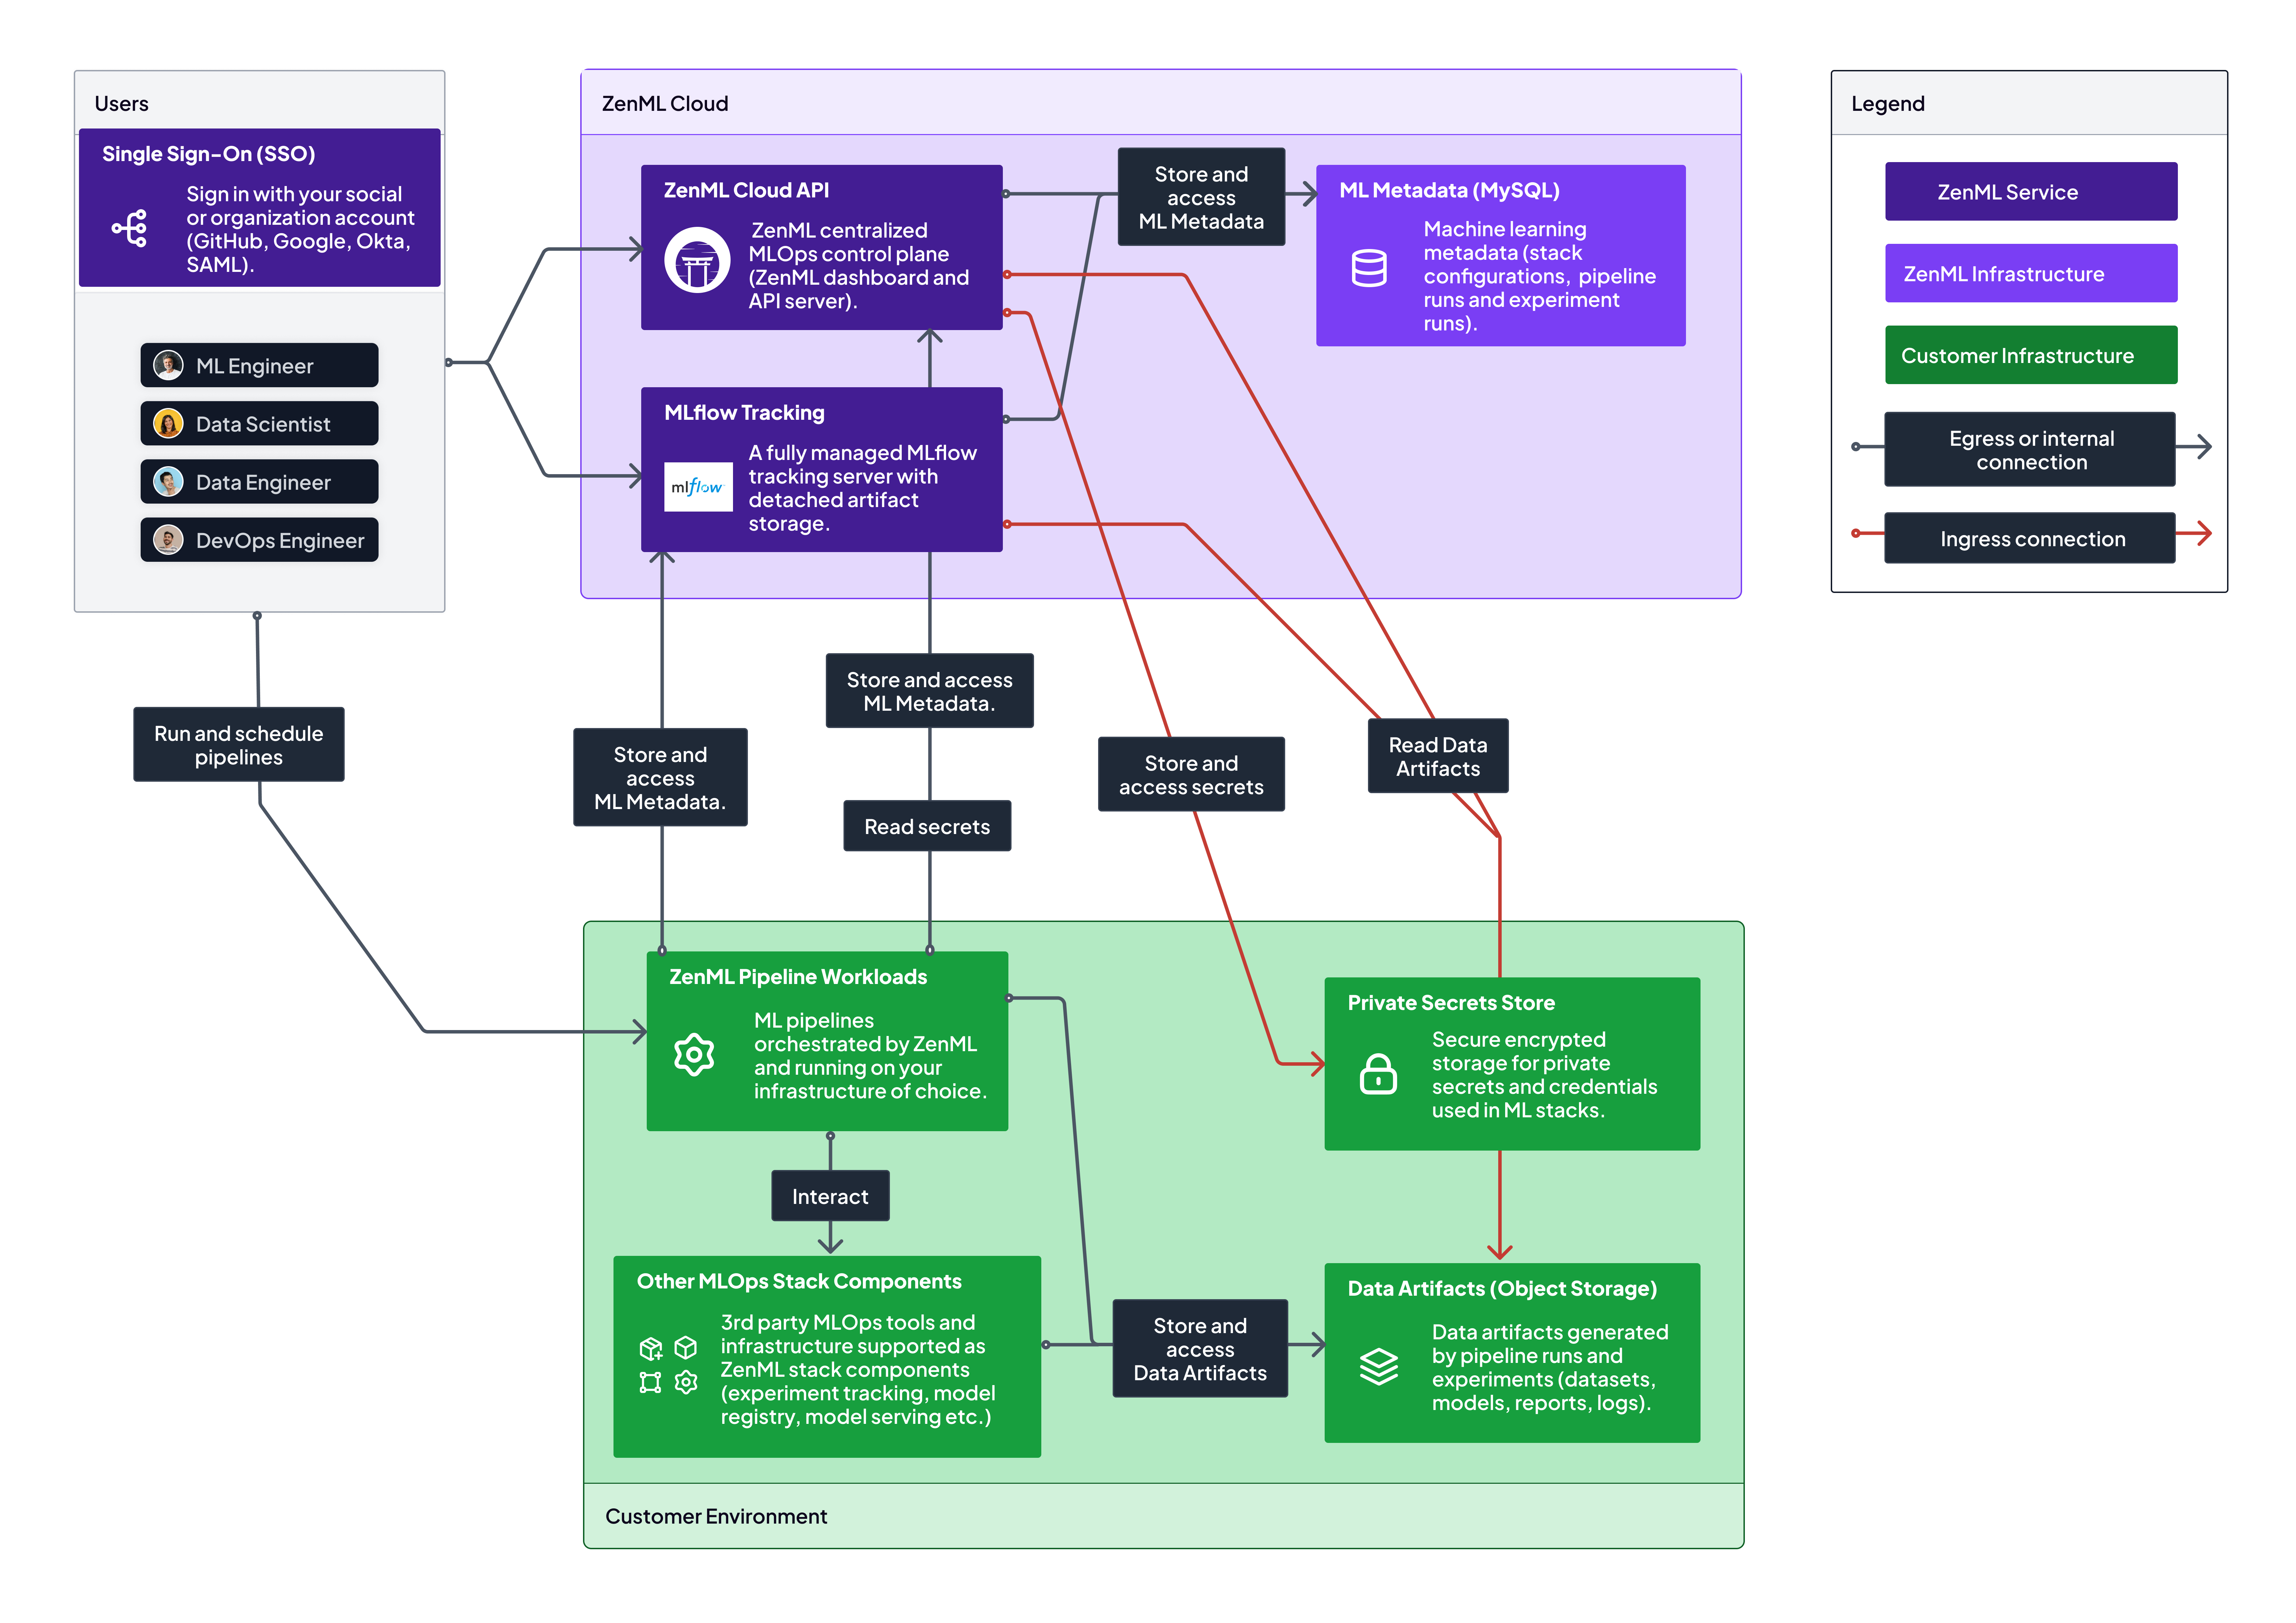 Users
Single Sign-On (SSO)
Sign in with your social
or organization account
(GitHub, Google, Okta,
SAML).
ML Engineer
Data Scientist
Data Engineer
DevOps Engineer
ZenML Cloud
ZenML Cloud API
ZenML centralized
MLOps control plane
(ZenML dashboard and
API server).
Store and
access
ML Metadata
ML Metadata (MySQL)
Machine learning
metadata (stack
configurations, pipeline
runs and experiment
runs).
MLflow Tracking
mlflow
A fully managed MLflow
tracking server with
detached artifact
storage.
Legend
ZenML Service
ZenML Infrastructure
Customer Infrastructure
Egress or internal
connection
Ingress connection
Run and schedule
pipelines
Store and
access
ML Metadata.
Store and access
ML Metadata.
Read secrets
Store and
access secrets
Read Data
Artifacts
ZenML Pipeline Workloads
ML pipelines
orchestrated by ZenML
and running on your
infrastructure of choice.
Private Secrets Store
Secure encrypted
storage for private
secrets and credentials
used in ML stacks.
Interact
Other MLOps Stack Components
3rd party MLOps tools and
infrastructure supported as
ZenML stack components
(experiment tracking, model
registry, model serving etc.)
Store and
access
Data Artifacts
Data Artifacts (Object Storage)
Data artifacts generated
by pipeline runs and
experiments (datasets,
models, reports, logs).
Customer Environment